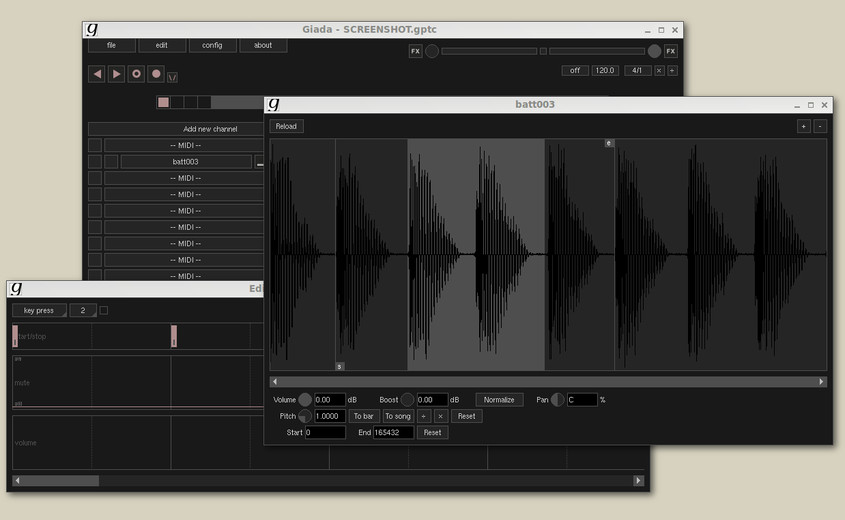 g Giada - SCREENSHOT.gptc
file edit config about
FX FX
off 120.0 4/1 × +
g batt003
Reload + -
Add new channel
-- MIDI --
batt003
-- MIDI --
-- MIDI --
-- MIDI --
-- MIDI --
-- MIDI --
-- MIDI --
-- MIDI --
e
s
g Edi
key press 2
tart/stop
mute
volume
Volume 0.00 dB Boost 0.00 dB Normalize Pan C %
Pitch 1.0000 To bar To song ÷ × Reset
Start 0 End 165432 Reset